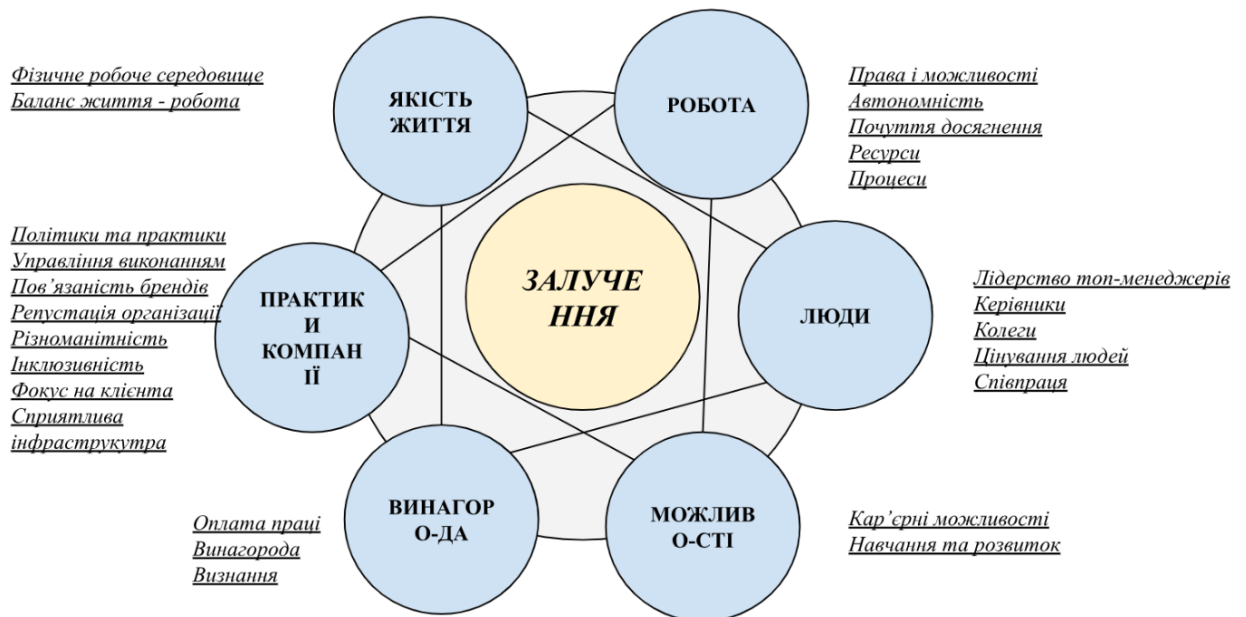 Фізичне робоче середовище
Баланс життя - робота
ЯКІСТЬ
ЖИТТЯ
РОБОТА
Права і можливості
Автономність
Почуття досягнення
Ресурси
Процеси
Політики та практики
Управління виконанням
Пов’язаність брендів
Репустація організації
Різноманітність
Інклюзивність
Фокус на клієнта
Сприятлива
інфраструкутра
ПРАКТИК
И
КОМПАН
ІЇ
ЗАЛУЧЕ
ННЯ
ЛЮДИ
Лідерство топ-менеджерів
Керівники
Колеги
Цінування людей
Співпраця
Оплата праці
Винагорода
Визнання
ВИНАГОР
О-ДА
МОЖЛИВ
О-СТІ
Кар’єрні можливості
Навчання та розвиток